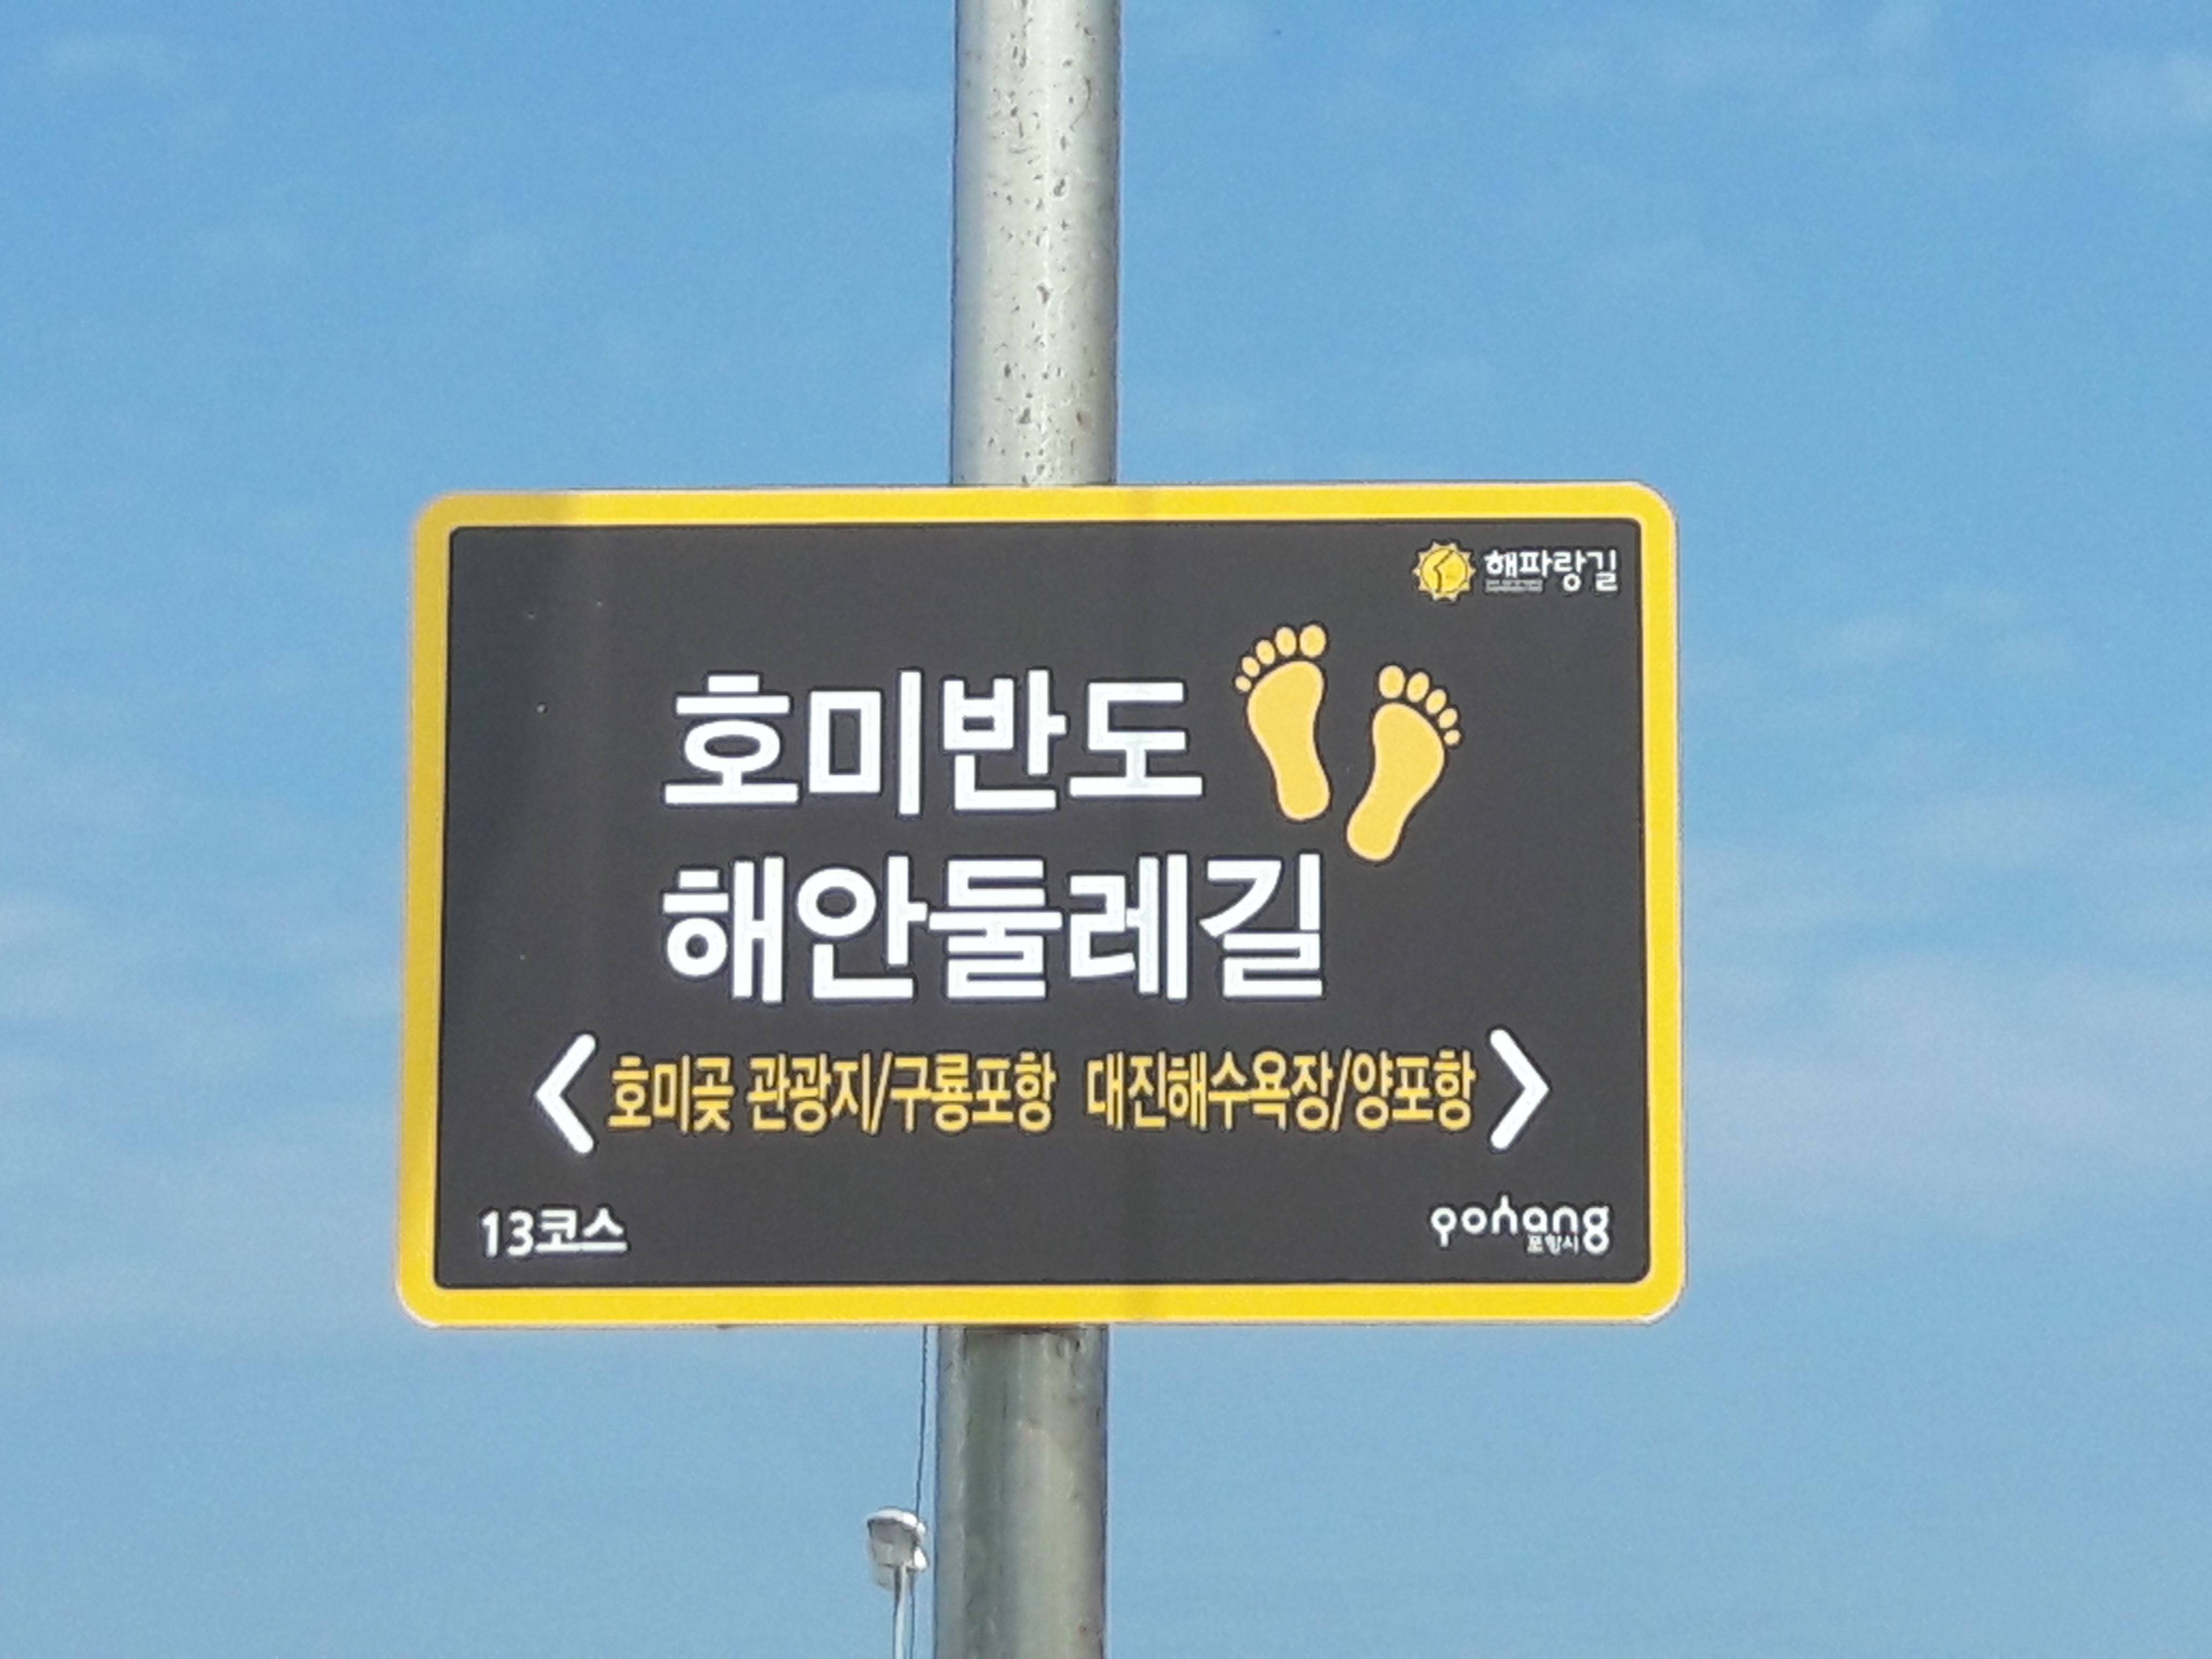 해파랑길
호미반도
해안둘레길
호미곶 관광지/구룡포항 대진해수욕장/양포항
13코스
pohang
포항시